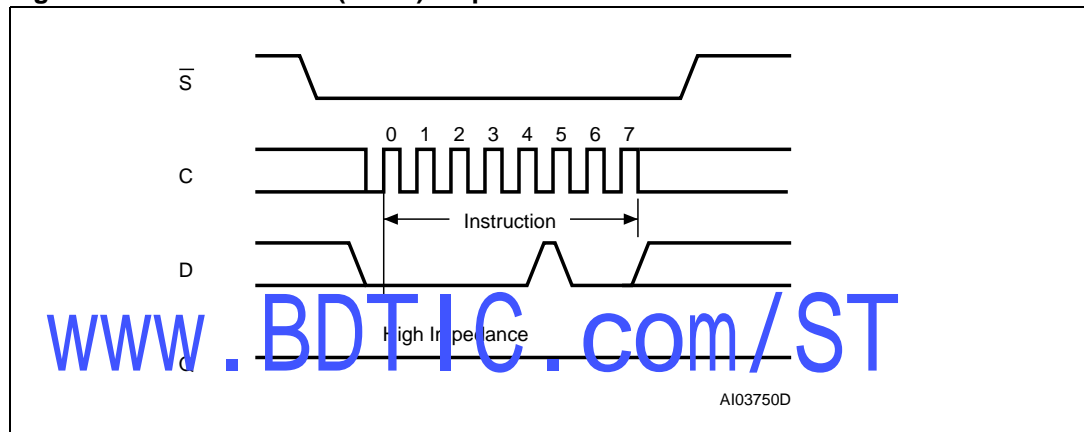 S
0 1 2 3 4 5 6 7
C
Instruction
D
High Impedance
www.BDTIC.com/ST
Q
AI03750D